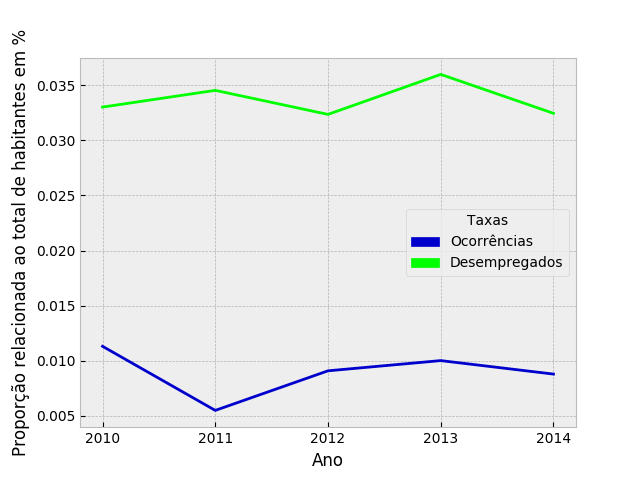 Proporção relacionada ao total de habitantes em %
0.035
0.030
0.025
0.020
0.015
0.010
0.005
Taxas
Ocorrências
Desempregados
2010 2011 2012 2013 2014
Ano